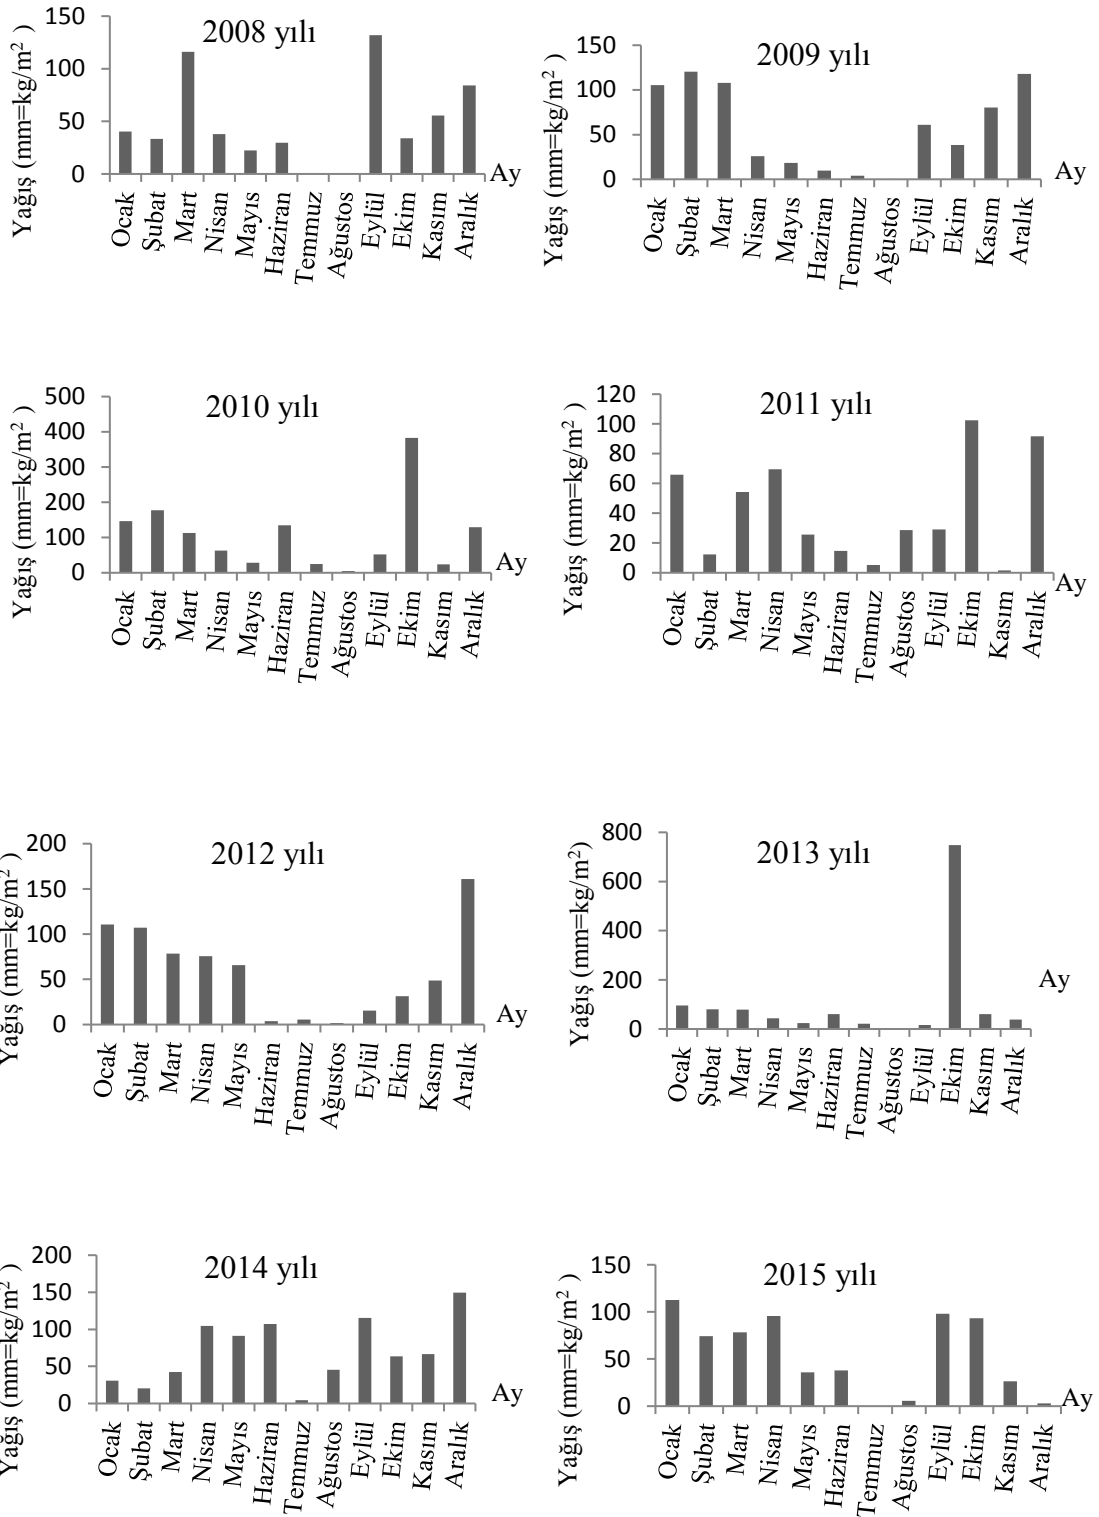 2008 yılı
Yağış (mm=kg/m²)
150
100
50
0
Ay
Ocak
Şubat
Mart
Nisan
Mayıs
Haziran
Temmuz
Ağustos
Eylül
Ekim
Kasım
Aralık
2009 yılı
Yağış (mm=kg/m²)
150
100
50
0
Ay
Ocak
Şubat
Mart
Nisan
Mayıs
Haziran
Temmuz
Ağustos
Eylül
Ekim
Kasım
Aralık
2010 yılı
Yağış (mm=kg/m²)
500
400
300
200
100
0
Ay
Ocak
Şubat
Mart
Nisan
Mayıs
Haziran
Temmuz
Ağustos
Eylül
Ekim
Kasım
Aralık
2011 yılı
Yağış (mm=kg/m²)
120
100
80
60
40
20
0
Ay
Ocak
Şubat
Mart
Nisan
Mayıs
Haziran
Temmuz
Ağustos
Eylül
Ekim
Kasım
Aralık
2012 yılı
Yağış (mm=kg/m²)
200
150
100
50
0
Ay
Ocak
Şubat
Mart
Nisan
Mayıs
Haziran
Temmuz
Ağustos
Eylül
Ekim
Kasım
Aralık
2013 yılı
Yağış (mm=kg/m²)
800
600
400
200
0
Ay
Ocak
Şubat
Mart
Nisan
Mayıs
Haziran
Temmuz
Ağustos
Eylül
Ekim
Kasım
Aralık
2014 yılı
Yağış (mm=kg/m²)
200
150
100
50
0
Ay
Ocak
Şubat
Mart
Nisan
Mayıs
Haziran
Temmuz
Ağustos
Eylül
Ekim
Kasım
Aralık
2015 yılı
Yağış (mm=kg/m²)
150
100
50
0
Ay
Ocak
Şubat
Mart
Nisan
Mayıs
Haziran
Temmuz
Ağustos
Eylül
Ekim
Kasım
Aralık